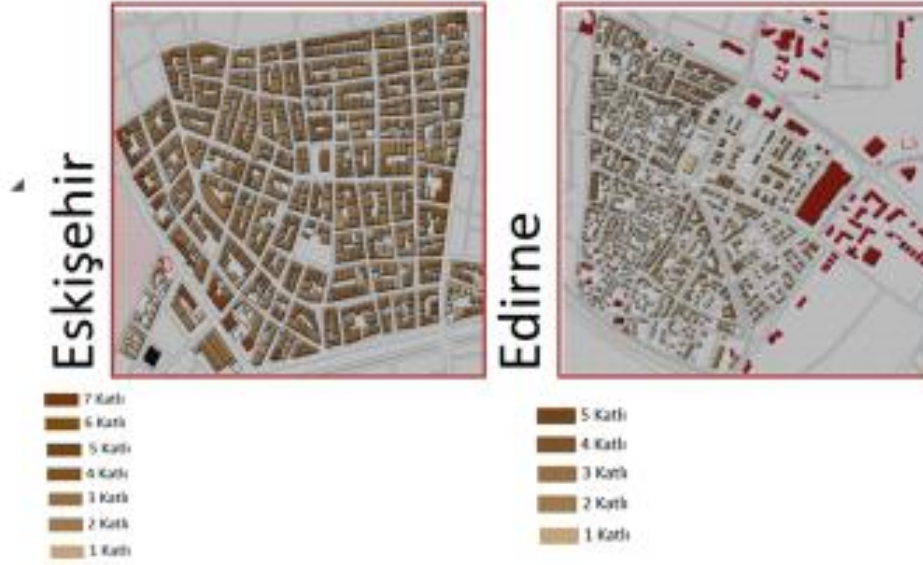 Eskişehir
7 Katlı
6 Katlı
5 Katlı
4 Katlı
3 Katlı
2 Katlı
1 Katlı
Edirne
5 Katlı
4 Katlı
3 Katlı
2 Katlı
1 Katlı